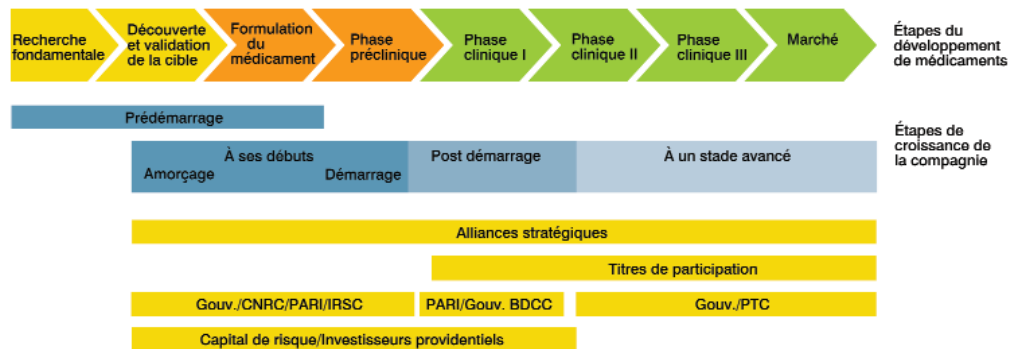 Recherche
fondamentale
Découverte
et validation
de la cible
Formulation
du
médicament
Phase
préclinique
Phase
clinique I
Phase
clinique II
Phase
clinique III
Marché
Étapes du
développement
de médicaments
Prédémarrage
Étapes de
croissance de
la compagnie
À ses débuts
Amorçage
Démarrage
Post démarrage
À un stade avancé
Alliances stratégiques
Titres de participation
Gouv./CNRC/PARI/IRSC
PARI/Gouv. BDCC
Gouv./PTC
Capital de risque/Investisseurs providentiels